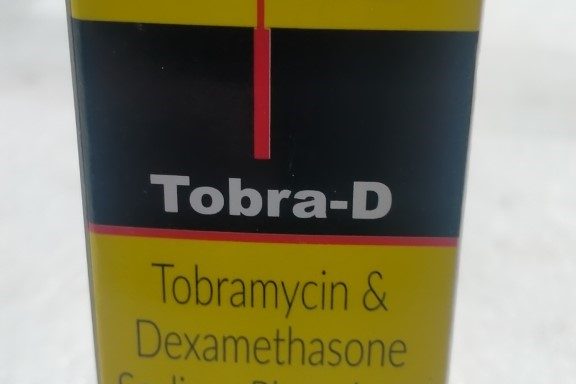 Tobra-D
Tobramycin &
Dexamethasone